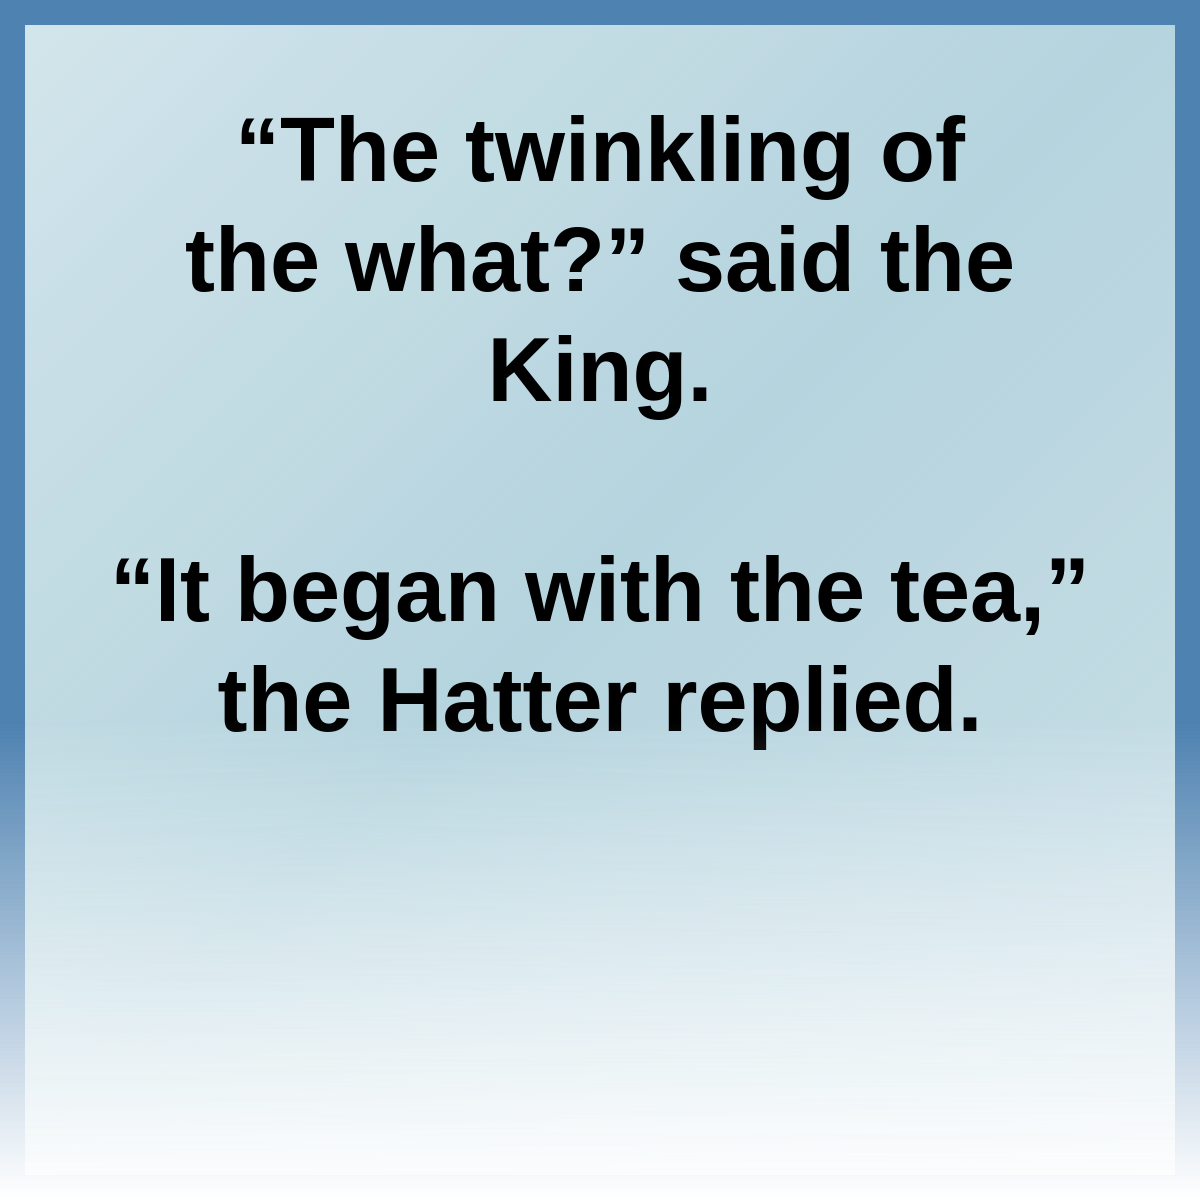 “The twinkling of
the what?” said the
King.
“It began with the tea,”
the Hatter replied.